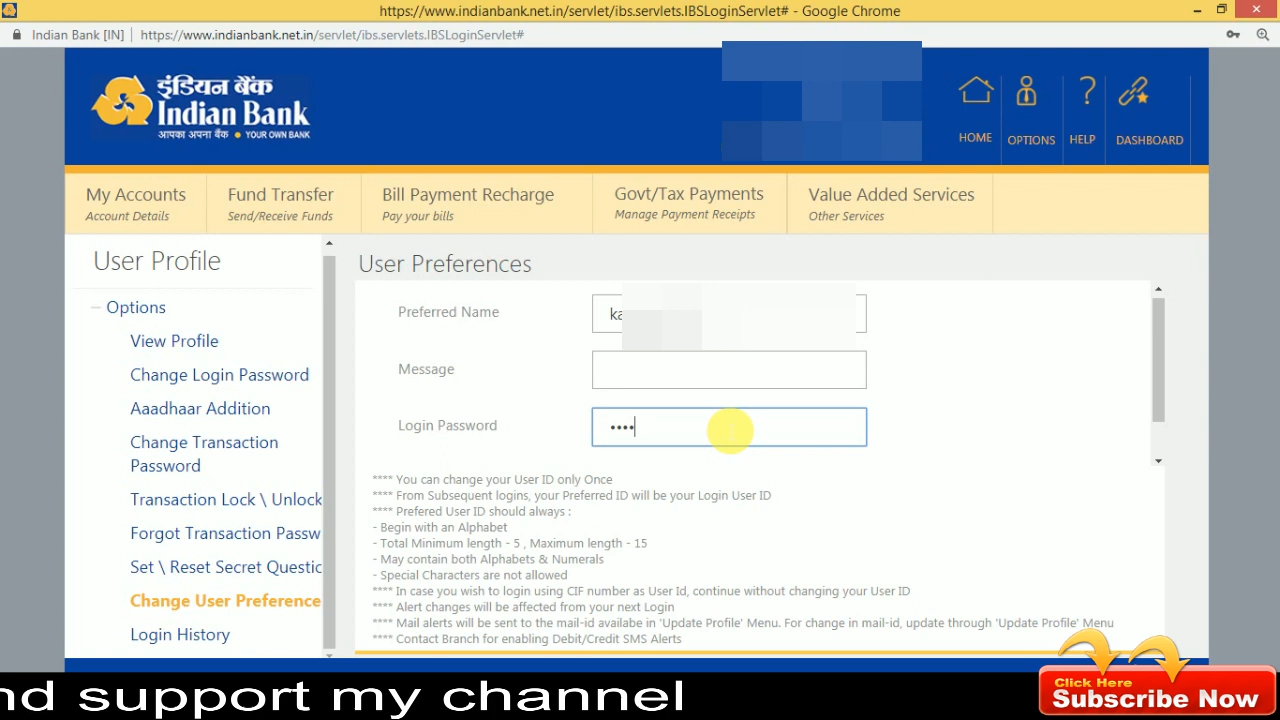 https://www.indianbank.net.in/servlet/ibs.servlets.IBSLoginServlet# - Google Chrome
Indian Bank [IN] https://www.indianbank.net.in/servlet/ibs.servlets.IBSLoginServlet#
इंडियन बैंक
Indian Bank
आपका अपना बैंक • YOUR OWN BANK
HOME OPTIONS HELP DASHBOARD
My Accounts Fund Transfer Bill Payment Recharge Govt/Tax Payments Value Added Services
Account Details Send/Receive Funds Pay your bills Manage Payment Receipts Other Services
User Profile
Options
View Profile
Change Login Password
Aaadhaar Addition
Change Transaction
Password
Transaction Lock \ Unlock
Forgot Transaction Passw
Set \ Reset Secret Questic
Change User Preference
Login History
User Preferences
Preferred Name ka
Message
Login Password ••••
**** You can change your User ID only Once
**** From Subsequent logins, your Preferred ID will be your Login User ID
**** Prefered User ID should always :
- Begin with an Alphabet
- Total Minimum length - 5 , Maximum length - 15
- May contain both Alphabets & Numerals
- Special Characters are not allowed
**** In case you wish to login using CIF number as User Id, continue without changing your User ID
**** Alert changes will be affected from your next Login
**** Mail alerts will be sent to the mail-id availabe in 'Update Profile' Menu. For change in mail-id, update through 'Update Profile' Menu
**** Contact Branch for enabling Debit/Credit SMS Alerts
nd support my channel
Click Here
Subscribe Now